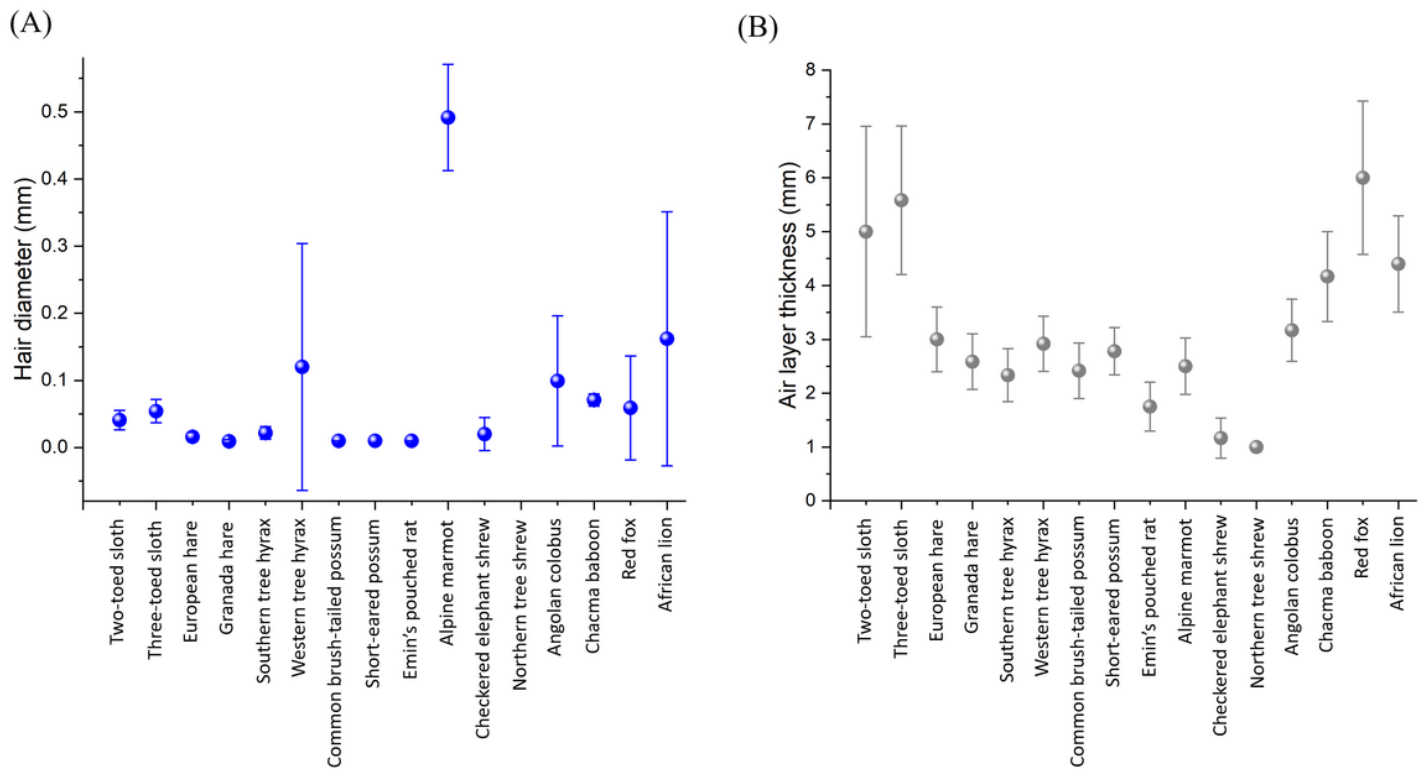 (A)
Hair diameter (mm)
0.5
0.4
0.3
0.2
0.1
0.0
Two-toed sloth
Three-toed sloth
European hare
Granada hare
Southern tree hyrax
Western tree hyrax
Common brush-tailed possum
Short-eared possum
Emin's pouched rat
Alpine marmot
Checkered elephant shrew
Northern tree shrew
Angolan colobus
Chacma baboon
Red fox
African lion
(B)
Air layer thickness (mm)
8
7
6
5
4
3
2
1
0
Two-toed sloth
Three-toed sloth
European hare
Granada hare
Southern tree hyrax
Western tree hyrax
Common brush-tailed possum
Short-eared possum
Emin's pouched rat
Alpine marmot
Checkered elephant shrew
Northern tree shrew
Angolan colobus
Chacma baboon
Red fox
African lion